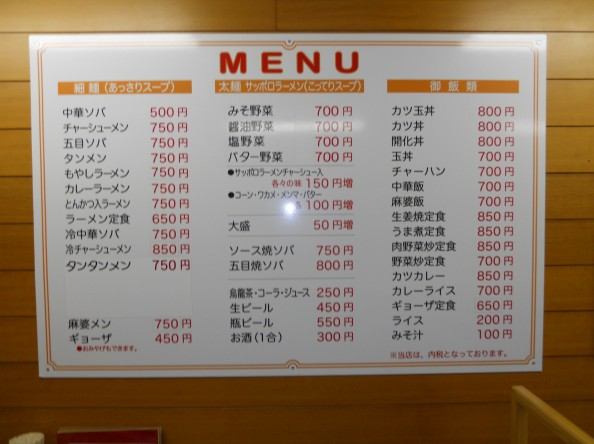 MENU
細麺(あっさりスープ)
中華ソバ 500円
チャーシューメン 750円
五目ソバ 750円
タンメン 750円
もやしラーメン 750円
カレーラーメン 750円
とんかつ入ラーメン 750円
ラーメン定食 650円
冷中華ソバ 750円
冷チャーシューメン 850円
タンタンメン 750円
麻婆メン 750円
ギョーザ 450円
●おみやげもできます。
太麺 サッポロラーメン(こってりスープ)
みそ野菜 700円
醤油野菜 700円
塩野菜 700円
バター野菜 700円
●サッポロラーメンチャーシュー入
各々の味 150円増
●コーン・ワカメ・メンマ・バター
100円増
大盛 50円増
ソース焼ソバ 750円
五目焼ソバ 800円
烏龍茶・コーラ・ジュース 250円
生ビール 450円
瓶ビール 550円
お酒(1合) 300円
御飯類
カツ玉丼 800円
カツ丼 800円
開化丼 800円
玉丼 700円
チャーハン 700円
中華飯 700円
麻婆飯 700円
生姜焼定食 850円
うま煮定食 850円
肉野菜炒定食 850円
野菜炒定食 700円
カツカレー 850円
カレーライス 700円
ギョーザ定食 650円
ライス 200円
みそ汁 100円
※当店は、内税となっております。